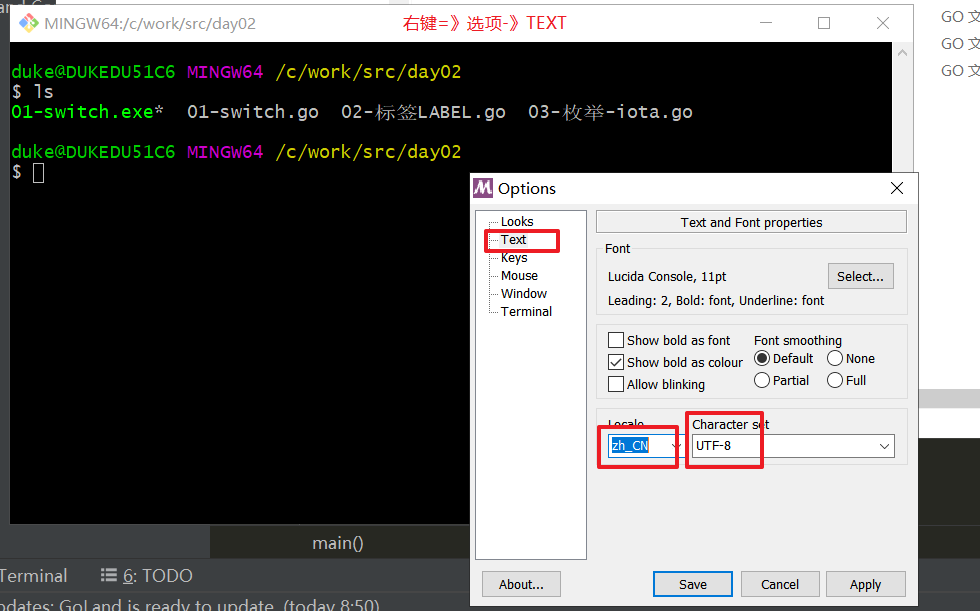 and Go
MINGW64:/c/work/src/day02
右键=》选项-》TEXT
GO 文
GO 文
GO 文
duke@DUKEDU51C6 MINGW64 /c/work/src/day02
$ ls
01-switch.exe*  01-switch.go  02-标签LABEL.go  03-枚举-iota.go
duke@DUKEDU51C6 MINGW64 /c/work/src/day02
$
Options
Looks
Text
Keys
Mouse
Window
Terminal
Text and Font properties
Font
Lucida Console, 11pt
Select...
Leading: 2, Bold: font, Underline: font
Show bold as font
Show bold as colour
Allow blinking
Font smoothing
Default
None
Partial
Full
Locale
Character set
zh_CN
UTF-8
About...
Save
Cancel
Apply
main()
Terminal
6: TODO
pdates: GoLand is ready to update. (today 8:50)